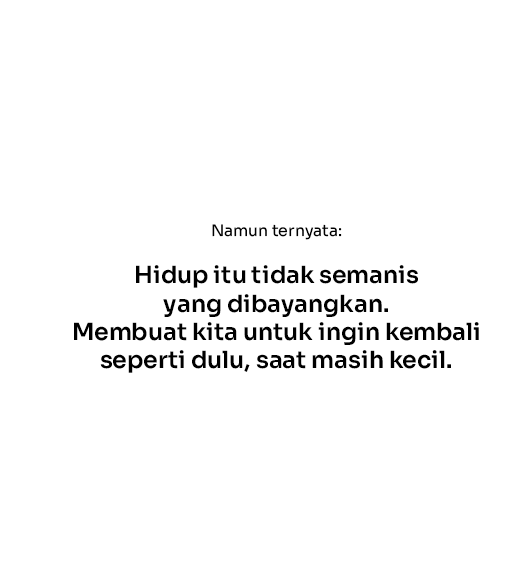 Namun ternyata:
Hidup itu tidak semanis
yang dibayangkan.
Membuat kita untuk ingin kembali
seperti dulu, saat masih kecil.